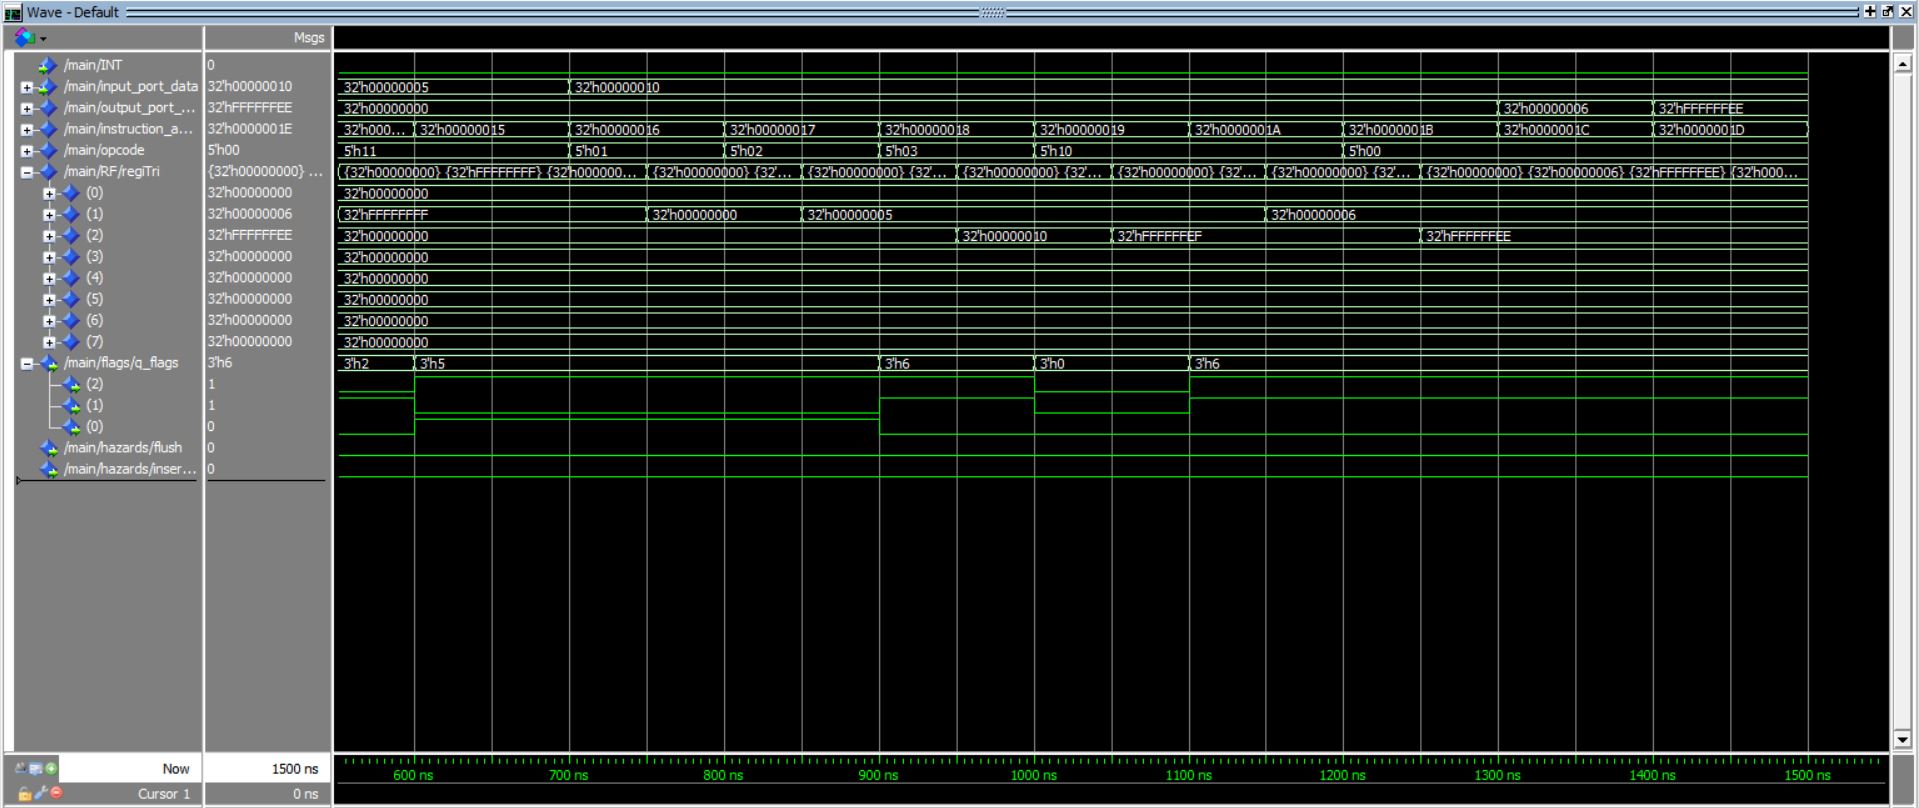 Wave - Default
Msgs
/main/INT 0
/main/input_port_data 32'h00000010 32'h00000005 32'h00000010
/main/output_port_... 32'hFFFFFFEE 32'h00000000 32'h00000006 32'hFFFFFFEE
/main/instruction_a... 32'h0000001E 32'h000... 32'h00000015 32'h00000016 32'h00000017 32'h00000018 32'h00000019 32'h0000001A 32'h0000001B 32'h0000001C 32'h0000001D
/main/opcode 5'h00 5'h11 5'h01 5'h02 5'h03 5'h10 5'h00
/main/RF/regiTri {32'h00000000} ... {32'h00000000} {32'hFFFFFFFF} {32'h000000... {32'h00000000} {32'... {32'h00000000} {32'... {32'h00000000} {32'... {32'h00000000} {32'... {32'h00000000} {32'... {32'h00000000} {32'h00000006} {32'hFFFFFFEE} {32'h000...
(0) 32'h00000000 32'h00000000
(1) 32'h00000006 32'hFFFFFFFF 32'h00000000 32'h00000005 32'h00000006
(2) 32'hFFFFFFEE 32'h00000000 32'h00000010 32'hFFFFFFEF 32'hFFFFFFEE
(3) 32'h00000000 32'h00000000
(4) 32'h00000000 32'h00000000
(5) 32'h00000000 32'h00000000
(6) 32'h00000000 32'h00000000
(7) 32'h00000000 32'h00000000
/main/flags/q_flags 3'h6 3'h2 3'h5 3'h6 3'h0 3'h6
(2) 1
(1) 1
(0) 0
/main/hazards/flush 0
/main/hazards/inser... 0
Now 1500 ns 600 ns 700 ns 800 ns 900 ns 1000 ns 1100 ns 1200 ns 1300 ns 1400 ns 1500 ns
Cursor 1 0 ns